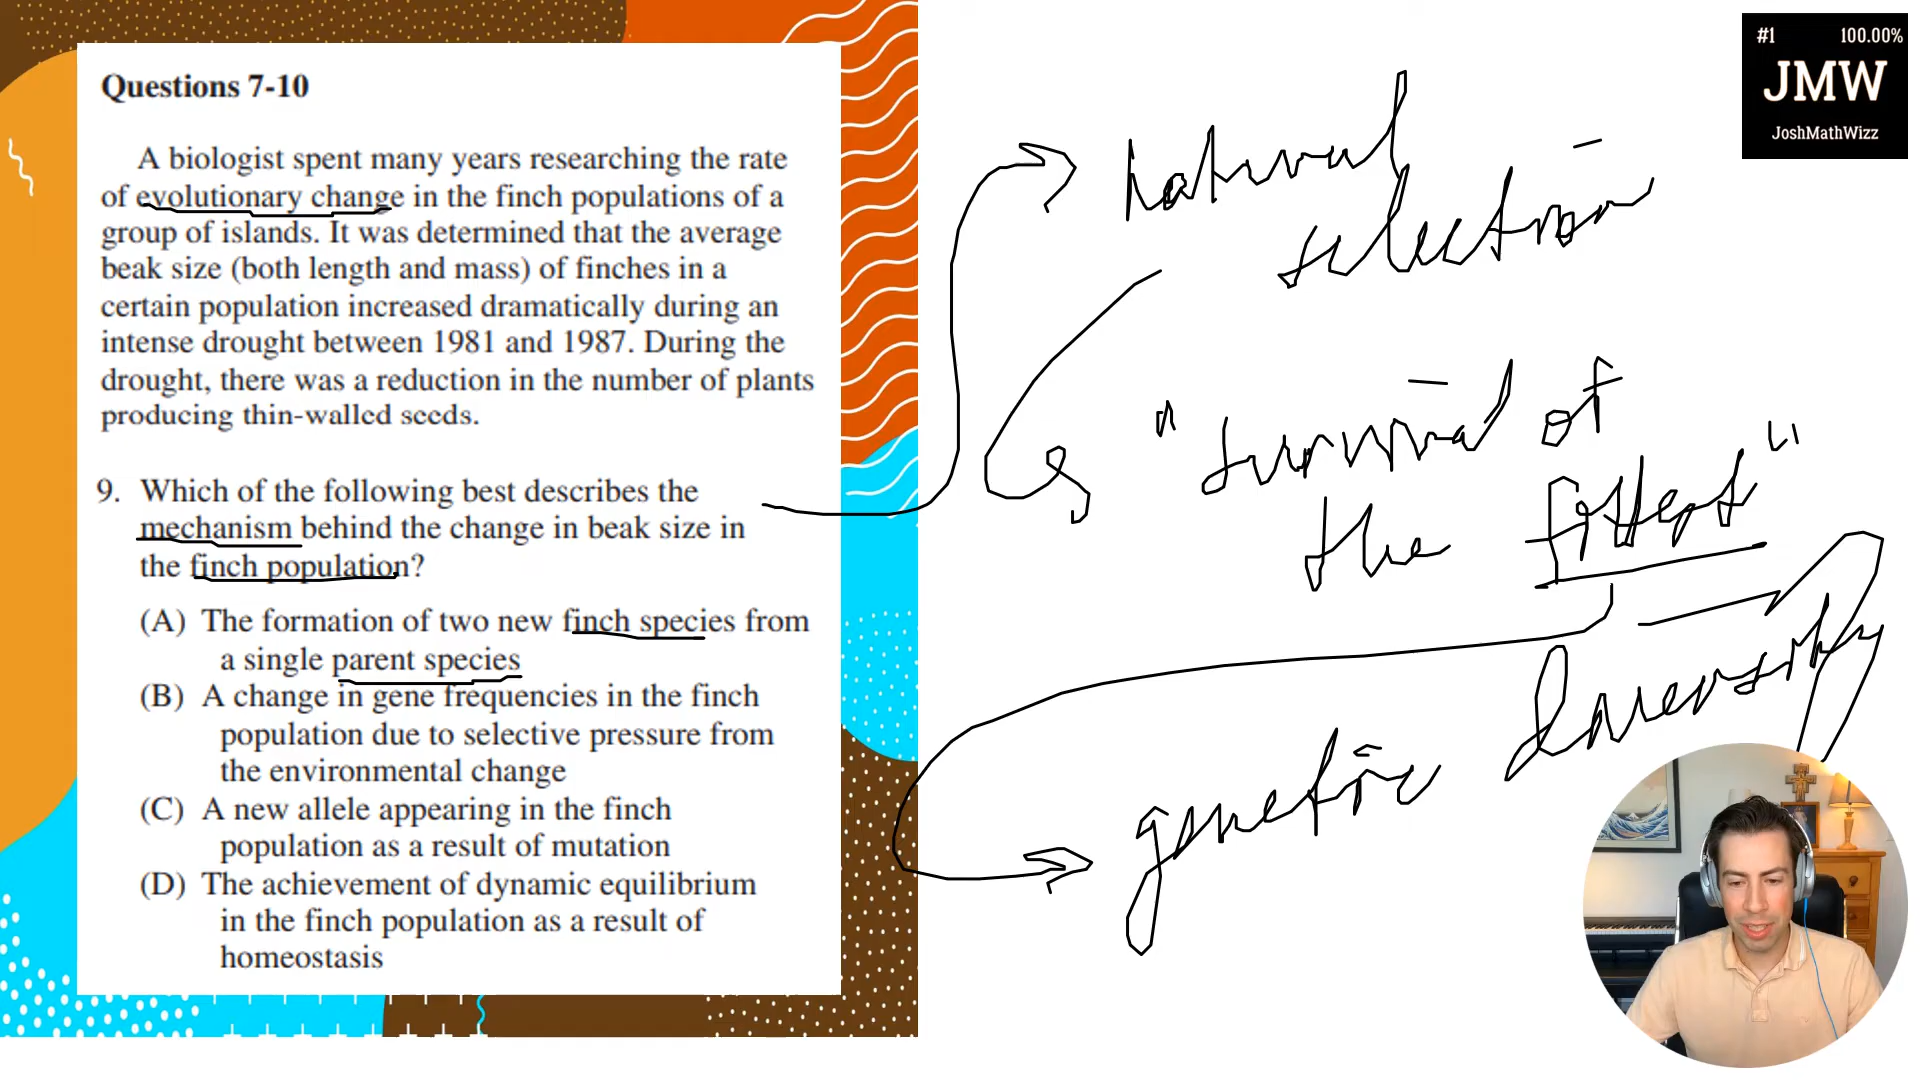 Questions 7-10
A biologist spent many years researching the rate
of evolutionary change in the finch populations of a
group of islands. It was determined that the average
beak size (both length and mass) of finches in a
certain population increased dramatically during an
intense drought between 1981 and 1987. During the
drought, there was a reduction in the number of plants
producing thin-walled seeds.
9. Which of the following best describes the
mechanism behind the change in beak size in
the finch population?
(A) The formation of two new finch species from
a single parent species
(B) A change in gene frequencies in the finch
population due to selective pressure from
the environmental change
(C) A new allele appearing in the finch
population as a result of mutation
(D) The achievement of dynamic equilibrium
in the finch population as a result of
homeostasis
natural
selection
"survival of
the fittest"
genetic diversity
#1 100.00%
JMW
JoshMathWizz